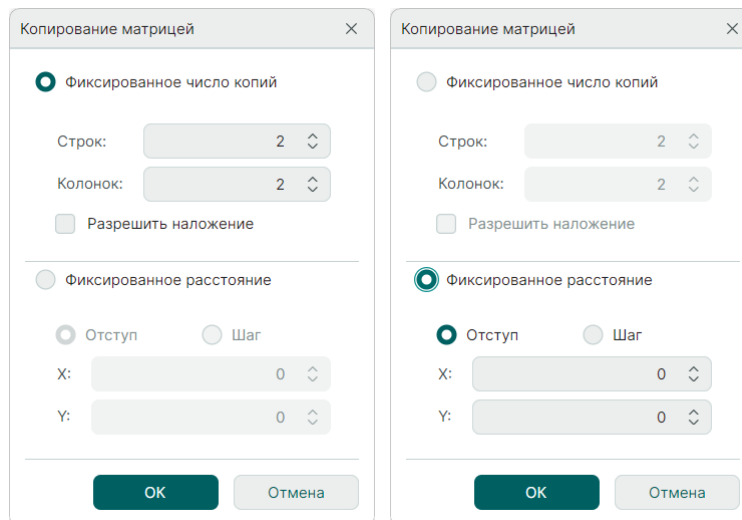 Копирование матрицей
Фиксированное число копий
Строк: 2
Колонок: 2
Разрешить наложение
Фиксированное расстояние
Отступ Шаг
X: 0
Y: 0
OK Отмена
Копирование матрицей
Фиксированное число копий
Строк: 2
Колонок: 2
Разрешить наложение
Фиксированное расстояние
Отступ Шаг
X: 0
Y: 0
OK Отмена